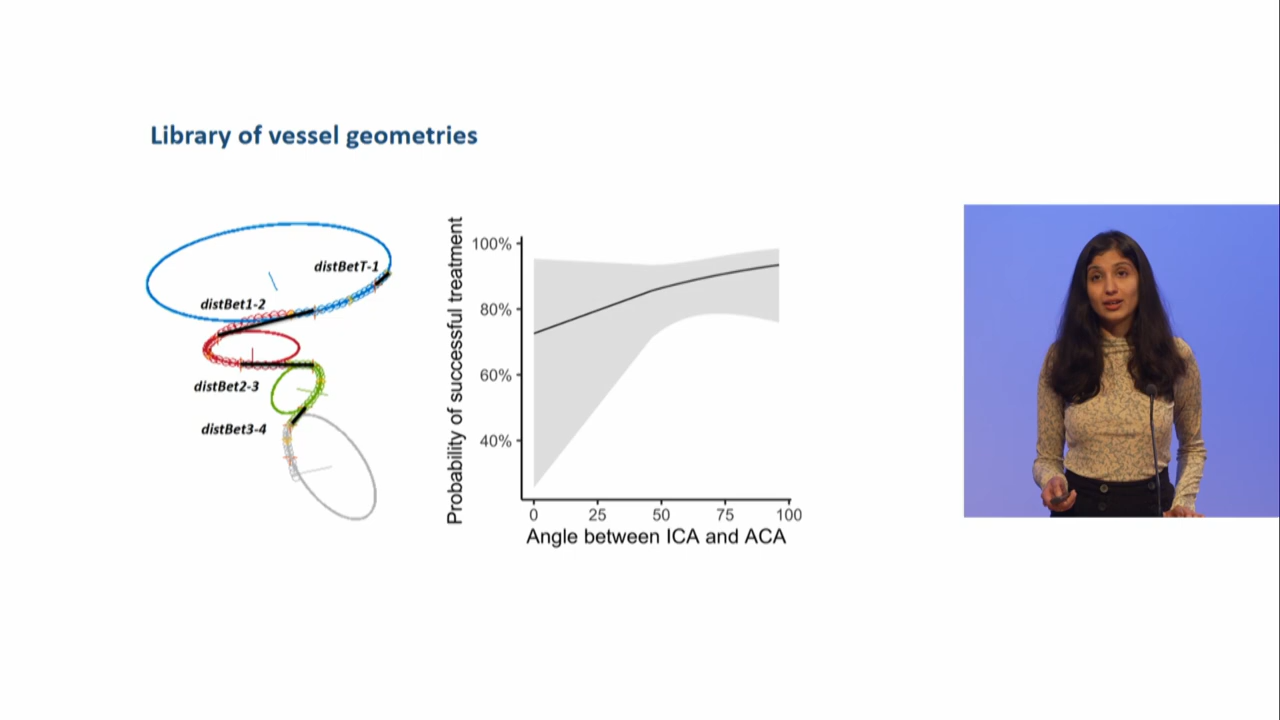 Library of vessel geometries
distBetT-1
distBet1-2
distBet2-3
distBet3-4
Probability of successful treatment
100%
80%
60%
40%
0 25 50 75 100
Angle between ICA and ACA